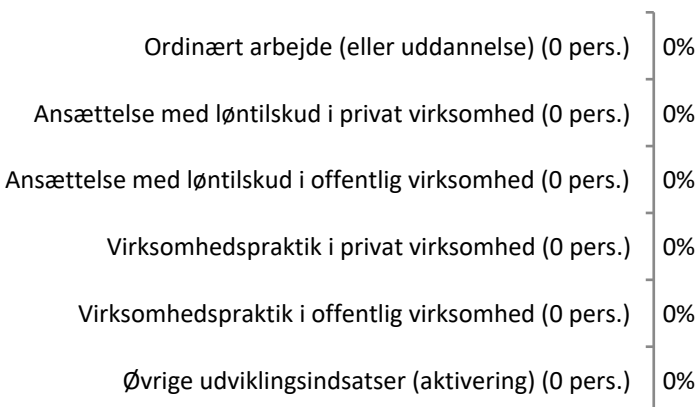 Ordinært arbejde (eller uddannelse) (0 pers.) 0%
Ansættelse med løntilskud i privat virksomhed (0 pers.) 0%
Ansættelse med løntilskud i offentlig virksomhed (0 pers.) 0%
Virksomhedspraktik i privat virksomhed (0 pers.) 0%
Virksomhedspraktik i offentlig virksomhed (0 pers.) 0%
Øvrige udviklingsindsatser (aktivering) (0 pers.) 0%